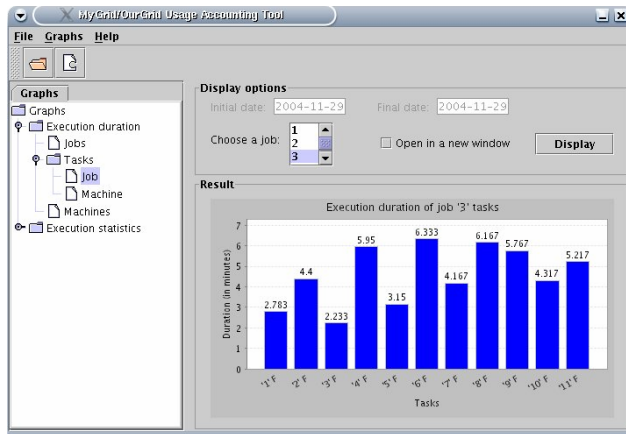 MyGrid/OurGrid Usage Accounting Tool
File Graphs Help
Graphs
Graphs
Execution duration
Jobs
Tasks
Job
Machine
Machines
Execution statistics
Display options
Initial date: 2004-11-29 Final date: 2004-11-29
Choose a job: 1
2
3
Open in a new window
Display
Result
Execution duration of job '3' tasks
Duration (in minutes)
7
6
5
4
3
2
1
0
2.783
4.4
2.233
5.95
3.15
6.333
4.167
6.167
5.767
4.317
5.217
'1' F '2' F '3' F '4' F '5' F '6' F '7' F '8' F '9' F '10' F '11' F
Tasks